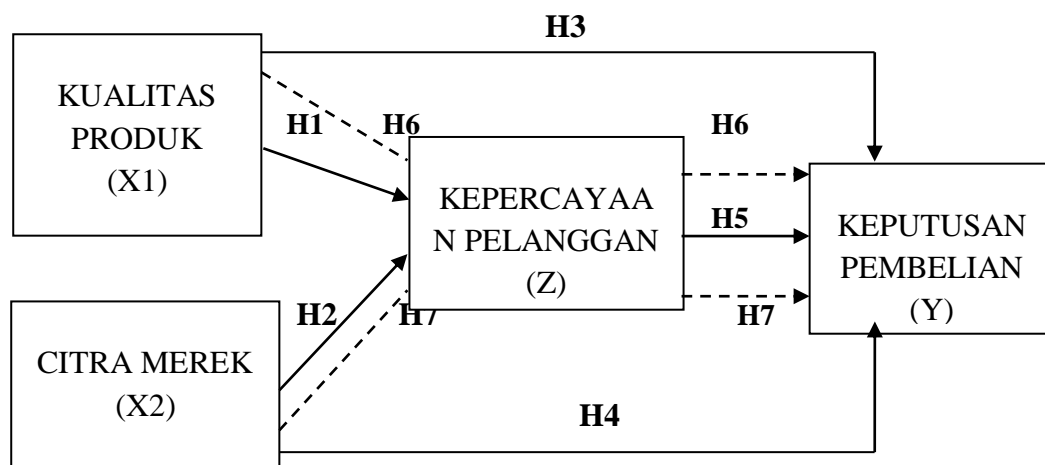 H3
KUALITAS
PRODUK
(X1)
H1
H6
H6
KEPERCAYAA
N PELANGGAN
(Z)
H5
KEPUTUSAN
PEMBELIAN
(Y)
H2
H7
H7
CITRA MEREK
(X2)
H4